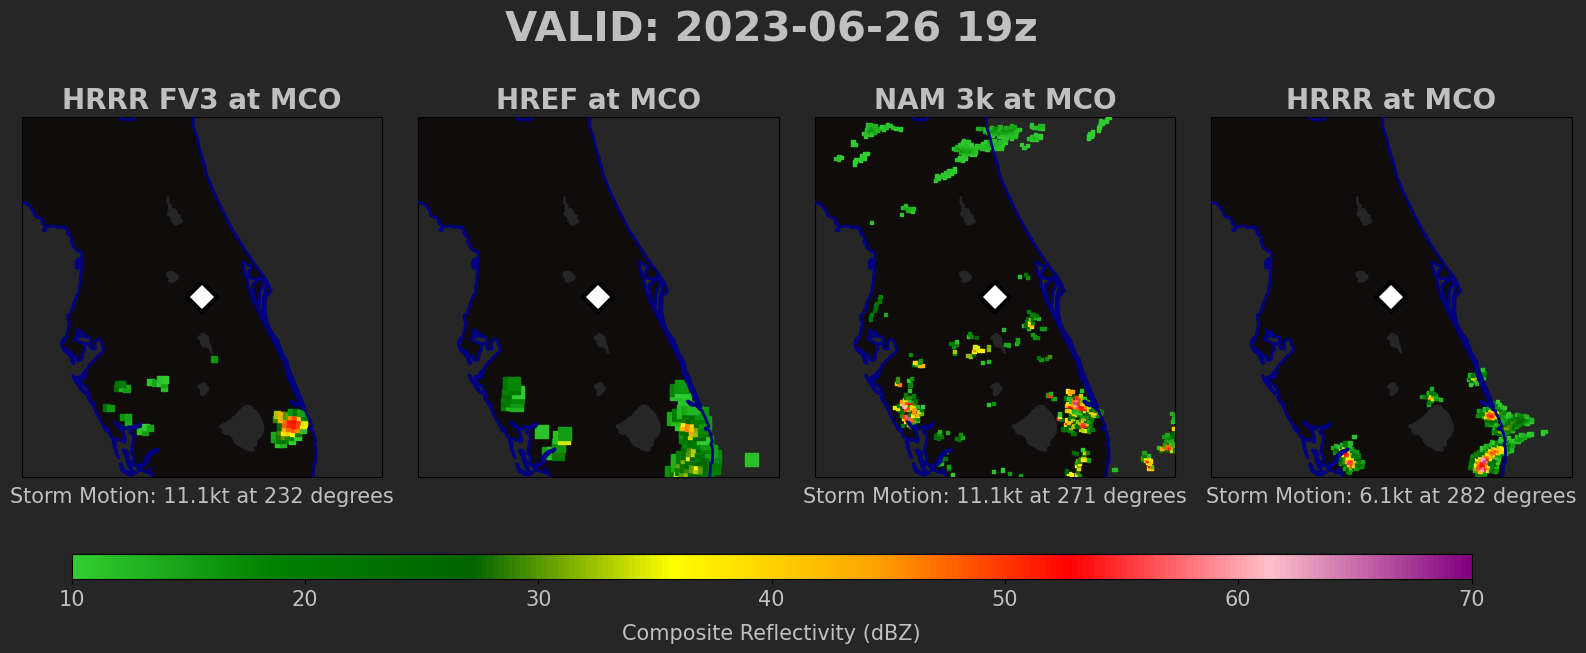 VALID: 2023-06-26 19z
HRRR FV3 at MCO
HREF at MCO
NAM 3k at MCO
HRRR at MCO
Storm Motion: 11.1kt at 232 degrees
Storm Motion: 11.1kt at 271 degrees
Storm Motion: 6.1kt at 282 degrees
10 20 30 40 50 60 70
Composite Reflectivity (dBZ)